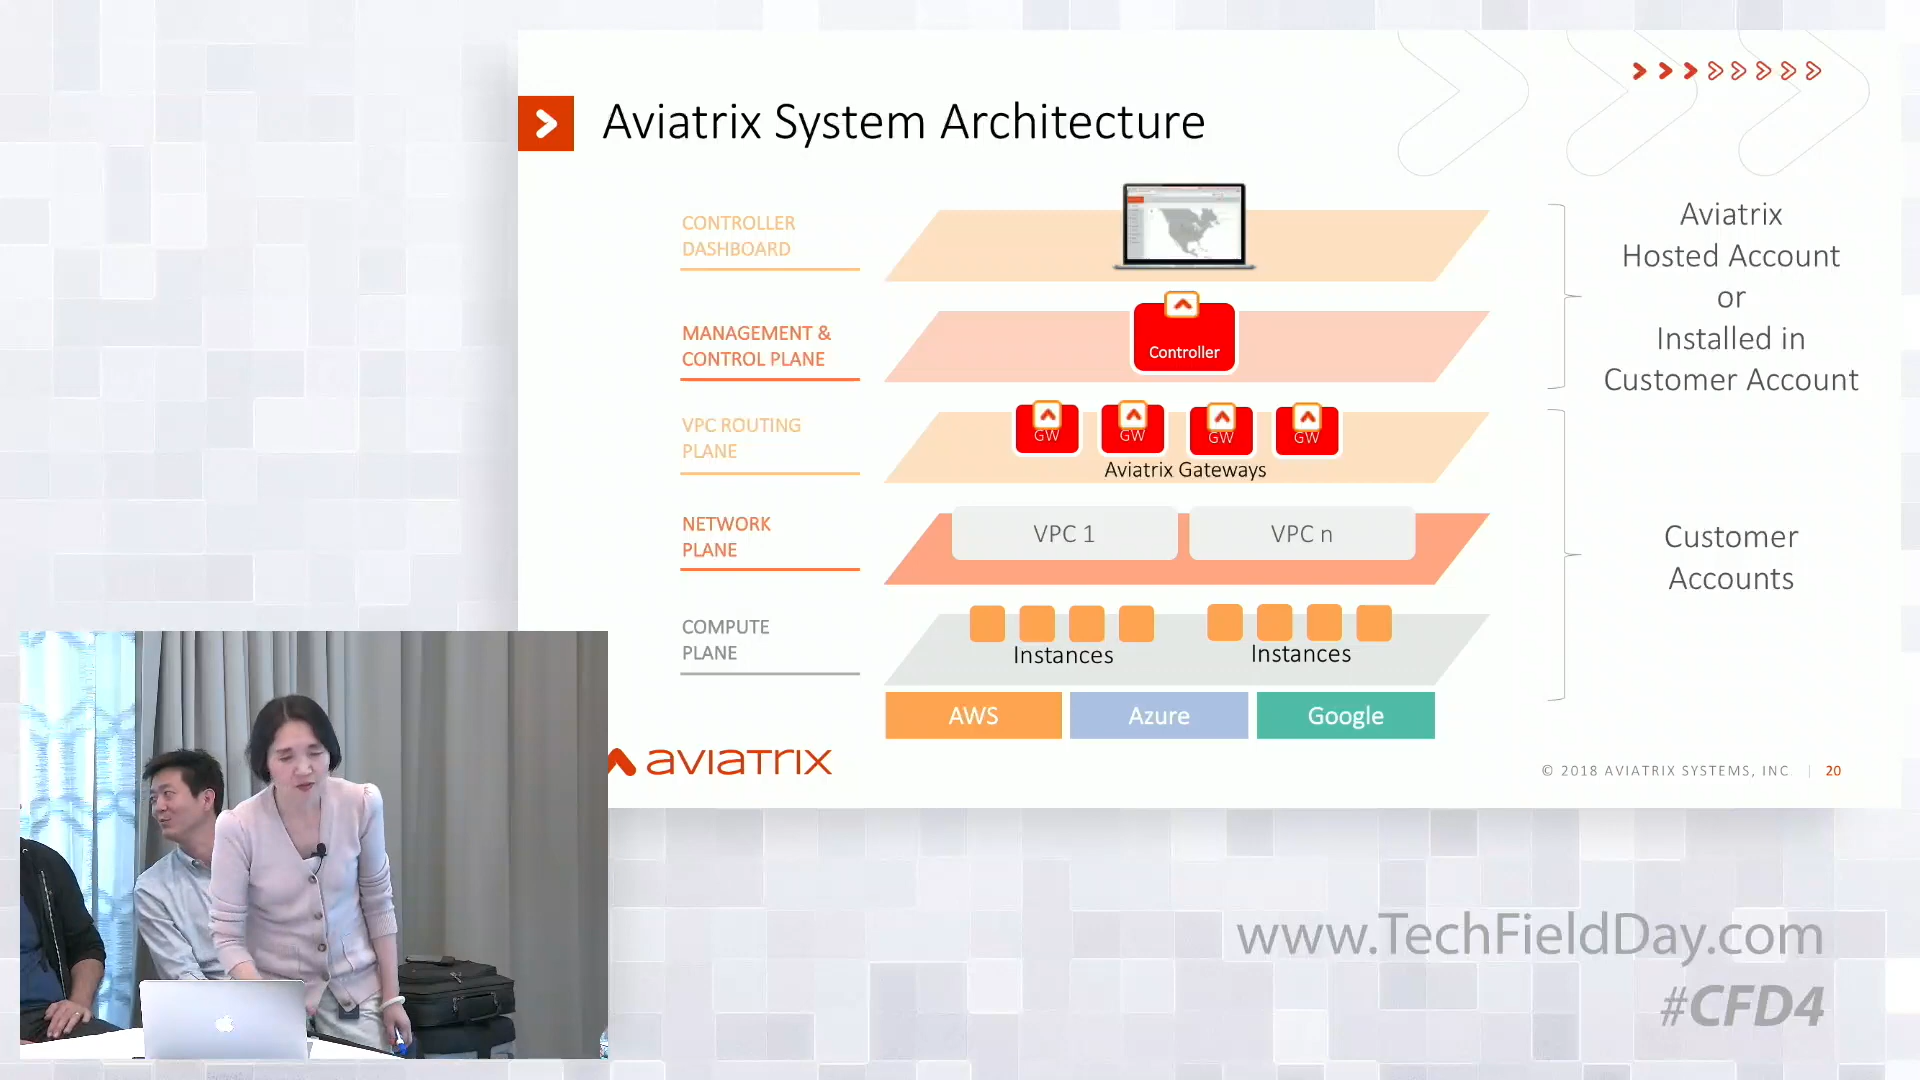 Aviatrix System Architecture
CONTROLLER
DASHBOARD
Aviatrix
Hosted Account
or
Installed in
Customer Account
MANAGEMENT &
CONTROL PLANE
Controller
VPC ROUTING
PLANE
GW GW GW GW
Aviatrix Gateways
NETWORK
PLANE
VPC 1 VPC n
Customer
Accounts
COMPUTE
PLANE
Instances Instances
AWS Azure Google
aviatrix
© 2018 AVIATRIX SYSTEMS, INC. | 20
www.TechFieldDay.com
#CFD4